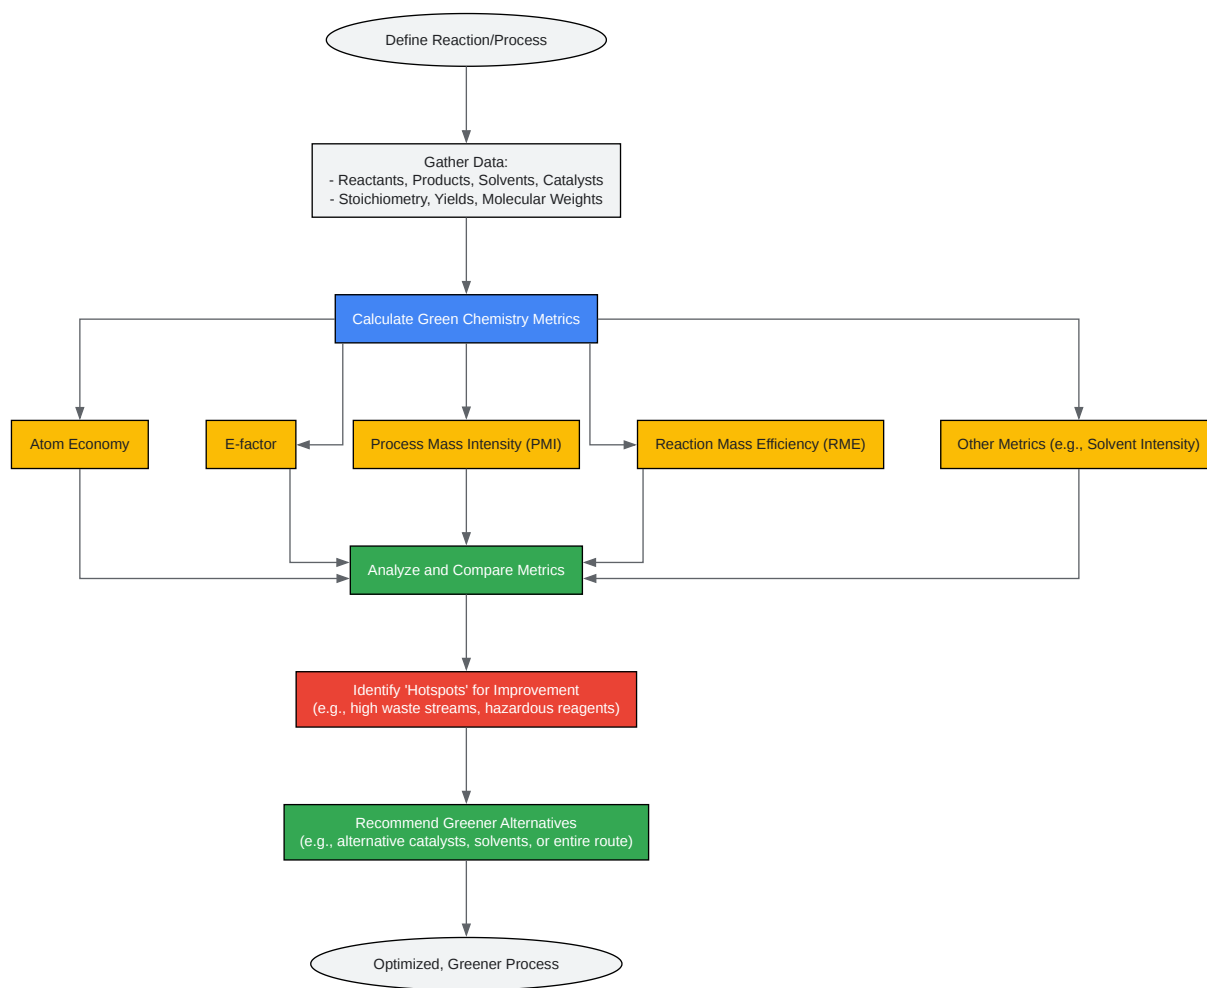 Define Reaction/Process
Gather Data:
- Reactants, Products, Solvents, Catalysts
- Stoichiometry, Yields, Molecular Weights
Calculate Green Chemistry Metrics
Atom Economy
E-factor
Process Mass Intensity (PMI)
Reaction Mass Efficiency (RME)
Other Metrics (e.g., Solvent Intensity)
Analyze and Compare Metrics
Identify 'Hotspots' for Improvement
(e.g., high waste streams, hazardous reagents)
Recommend Greener Alternatives
(e.g., alternative catalysts, solvents, or entire route)
Optimized, Greener Process